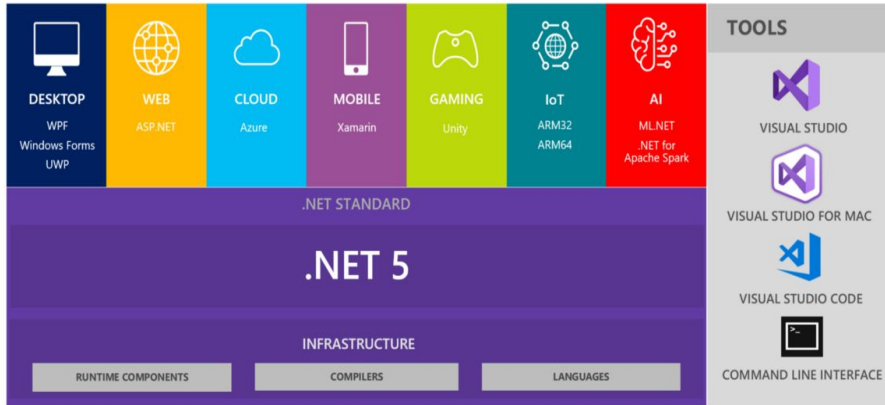 DESKTOP
WPF
Windows Forms
UWP
WEB
ASP.NET
CLOUD
Azure
MOBILE
Xamarin
GAMING
Unity
IoT
ARM32
ARM64
AI
ML.NET
.NET for
Apache Spark
.NET STANDARD
.NET 5
INFRASTRUCTURE
RUNTIME COMPONENTS
COMPILERS
LANGUAGES
TOOLS
VISUAL STUDIO
VISUAL STUDIO FOR MAC
VISUAL STUDIO CODE
COMMAND LINE INTERFACE